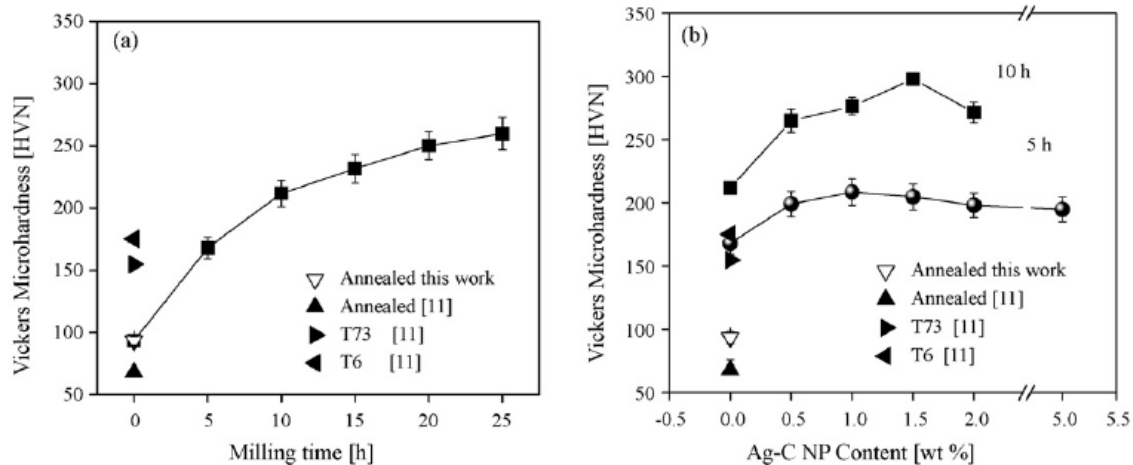 (a)
350
300
250
200
150
100
50
Vickers Microhardness [HVN]
Annealed this work
Annealed [11]
T73 [11]
T6 [11]
0 5 10 15 20 25
Milling time [h]
(b)
350
300
250
200
150
100
50
Vickers Microhardness [HVN]
10 h
5 h
Annealed this work
Annealed [11]
T73 [11]
T6 [11]
-0.5 0.0 0.5 1.0 1.5 2.0 5.0 5.5
Ag-C NP Content [wt %]